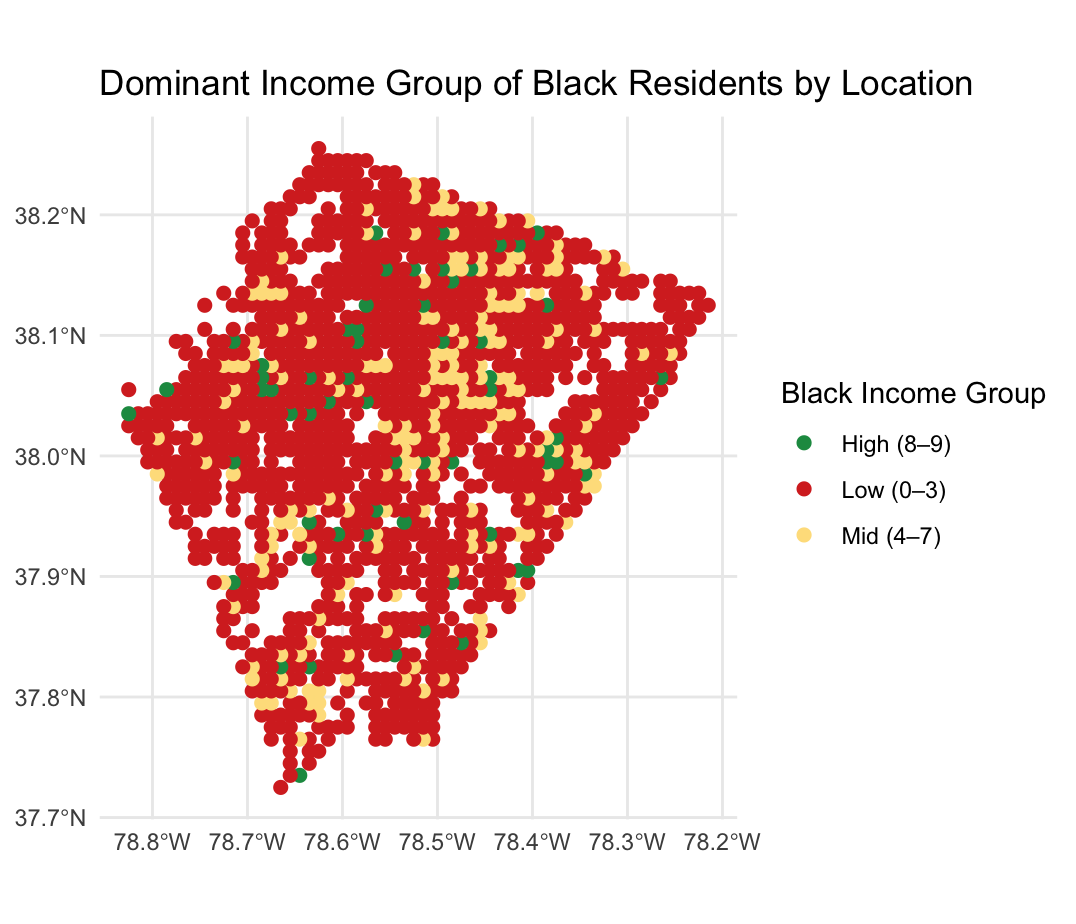 Dominant Income Group of Black Residents by Location
38.2°N
38.1°N
38.0°N
37.9°N
37.8°N
37.7°N
78.8°W 78.7°W 78.6°W 78.5°W 78.4°W 78.3°W 78.2°W
Black Income Group
High (8–9)
Low (0–3)
Mid (4–7)